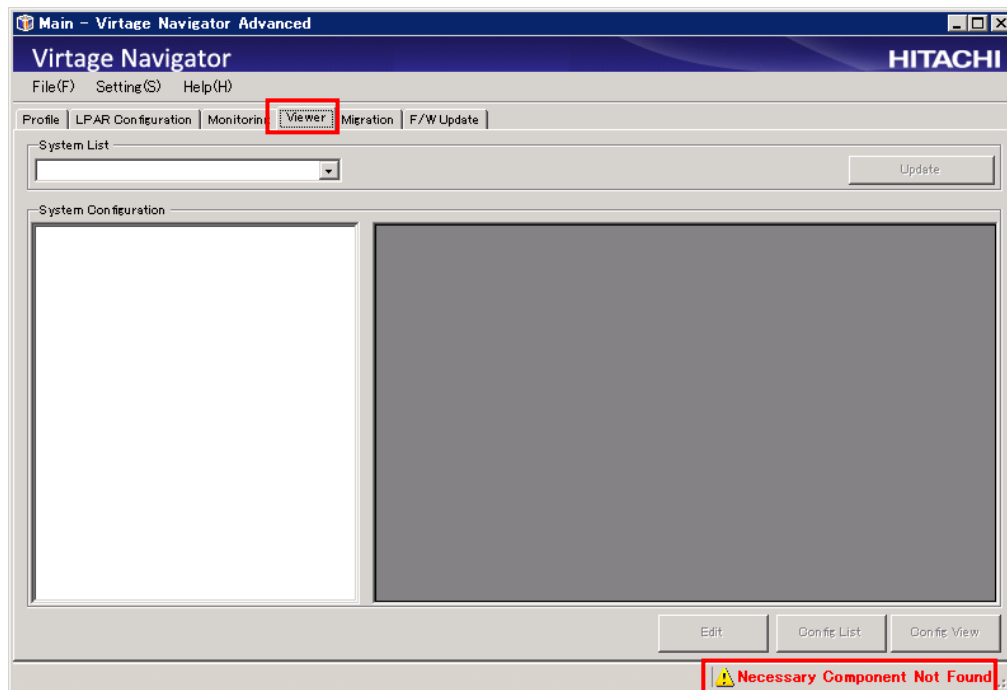 Main - Virtage Navigator Advanced
Virtage Navigator
HITACHI
File(F) Setting(S) Help(H)
Profile LPAR Configuration Monitoring Viewer Migration F/W Update
System List
Update
System Configuration
Edit Config List Config View
Necessary Component Not Found